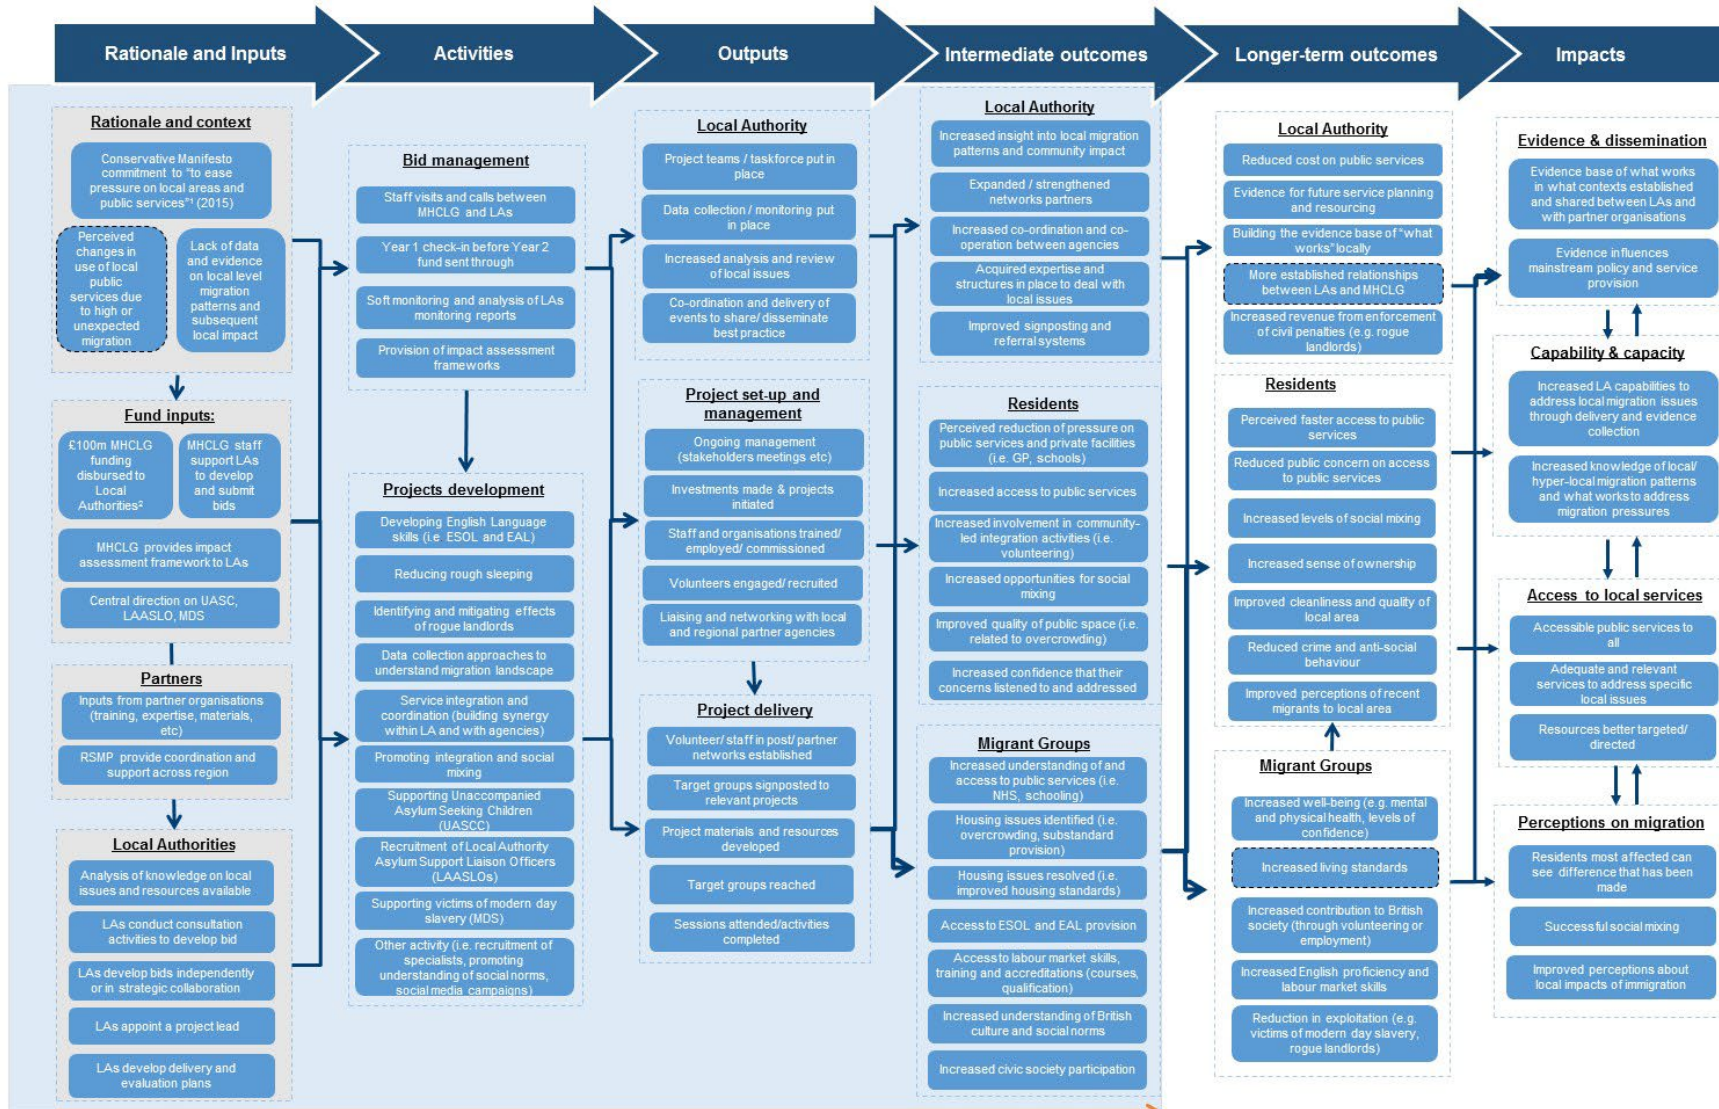 Rationale and Inputs
Activities
Outputs
Intermediate outcomes
Longer-term outcomes
Impacts
Rationale and context
Conservative Manifesto
commitment to "to ease
pressure on local areas and
public services"¹ (2015)
Perceived
changes in
use of local
public
services due
to high or
unexpected
migration
Lack of data
and evidence
on local level
migration
patterns and
subsequent
local impact
Fund inputs:
£100m MHCLG
funding
disbursed to
Local
Authorities²
MHCLG staff
support LAs
to develop
and submit
bids
MHCLG provides impact
assessment framework to LAs
Central direction on UASC,
LAASLO, MDS
Partners
Inputs from partner organisations
(training, expertise, materials,
etc)
RSMP provide coordination and
support across region
Local Authorities
Analysis of knowledge on local
issues and resources available
LAs conduct consultation
activities to develop bid
LAs develop bids independently
or in strategic collaboration
LAs appoint a project lead
LAs develop delivery and
evaluation plans
Bid management
Staff visits and calls between
MHCLG and LAs
Year 1 check-in before Year 2
fund sent through
Soft monitoring and analysis of LAs
monitoring reports
Provision of impact assessment
frameworks
Projects development
Developing English Language
skills (i.e ESOL and EAL)
Reducing rough sleeping
Identifying and mitigating effects
of rogue landlords
Data collection approaches to
understand migration landscape
Service integration and
coordination (building synergy
within LA and with agencies)
Promoting integration and social
mixing
Supporting Unaccompanied
Asylum Seeking Children
(UASCC)
Recruitment of Local Authority
Asylum Support Liaison Officers
(LAASLOs)
Supporting victims of modern day
slavery (MDS)
Other activity (i.e. recruitment of
specialists, promoting
understanding of social norms,
social media campaigns)
Local Authority
Project teams / taskforce put in
place
Data collection / monitoring put
in place
Increased analysis and review
of local issues
Co-ordination and delivery of
events to share/ disseminate
best practice
Project set-up and
management
Ongoing management
(stakeholders meetings etc)
Investments made & projects
initiated
Staff and organisations trained/
employed/ commissioned
Volunteers engaged/ recruited
Liaising and networking with local
and regional partner agencies
Project delivery
Volunteer/ staff in post/ partner
networks established
Target groups signposted to
relevant projects
Project materials and resources
developed
Target groups reached
Sessions attended/activities
completed
Local Authority
Increased insight into local migration
patterns and community impact
Expanded / strengthened
networks partners
Increased co-ordination and co-
operation between agencies
Acquired expertise and
structures in place to deal with
local issues
Improved signposting and
referral systems
Residents
Perceived reduction of pressure on
public services and private facilities
(i.e. GP, schools)
Increased access to public services
Increased involvement in community-
led integration activities (i.e.
volunteering)
Increased opportunities for social
mixing
Improved quality of public space (i.e.
related to overcrowding)
Increased confidence that their
concerns listened to and addressed
Migrant Groups
Increased understanding of and
access to public services (i.e.
NHS, schooling)
Housing issues identified (i.e.
overcrowding, substandard
provision)
Housing issues resolved (i.e.
improved housing standards)
Access to ESOL and EAL provision
Access to labour market skills,
training and accreditations (courses,
qualification)
Increased understanding of British
culture and social norms
Increased civic society participation
Local Authority
Reduced cost on public services
Evidence for future service planning
and resourcing
Building the evidence base of "what
works" locally
More established relationships
between LAs and MHCLG
Increased revenue from enforcement
of civil penalties (e.g. rogue
landlords)
Residents
Perceived faster access to public
services
Reduced public concern on access
to public services
Increased levels of social mixing
Increased sense of ownership
Improved cleanliness and quality of
local area
Reduced crime and anti-social
behaviour
Improved perceptions of recent
migrants to local area
Migrant Groups
Increased well-being (e.g. mental
and physical health, levels of
confidence)
Increased living standards
Increased contribution to British
society (through volunteering or
employment)
Increased English proficiency and
labour market skills
Reduction in exploitation (e.g.
victims of modern day slavery,
rogue landlords)
Evidence & dissemination
Evidence base of what works
in what contexts established
and shared between LAs and
with partner organisations
Evidence influences
mainstream policy and service
provision
Capability & capacity
Increased LA capabilities to
address local migration issues
through delivery and evidence
collection
Increased knowledge of local/
hyper-local migration patterns
and what works to address
migration pressures
Access to local services
Accessible public services to
all
Adequate and relevant
services to address specific
local issues
Resources better targeted/
directed
Perceptions on migration
Residents most affected can
see difference that has been
made
Successful social mixing
Improved perceptions about
local impacts of immigration